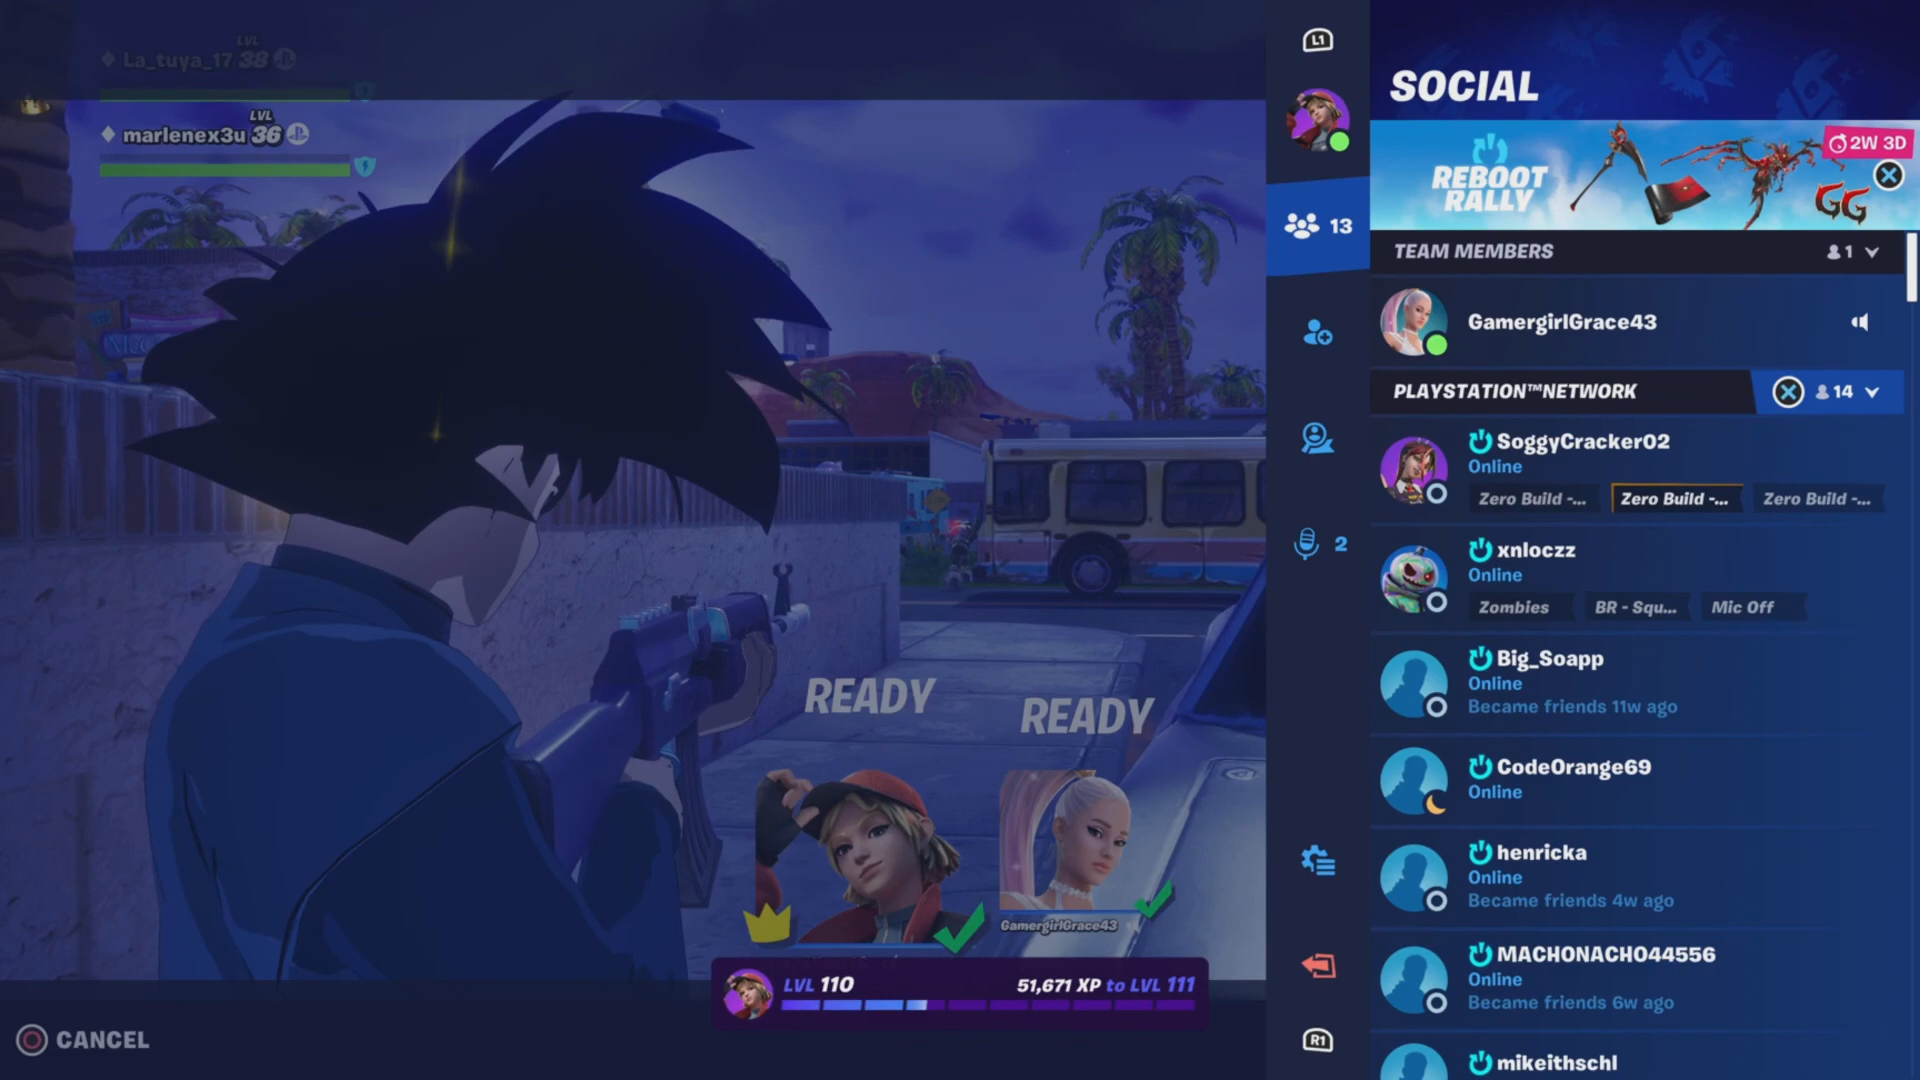 LVL
La_tuya_17 38
LVL
marlenex3u 36
READY
READY
GamergirlGrace43
LVL 110
51,671 XP to LVL 111
CANCEL
L1
13
2
R1
SOCIAL
REBOOT
RALLY
2W 3D
GG
TEAM MEMBERS
1
GamergirlGrace43
PLAYSTATION™NETWORK
14
SoggyCracker02
Online
Zero Build -... Zero Build -... Zero Build -...
xnloczz
Online
Zombies BR - Squ... Mic Off
Big_Soapp
Online
Became friends 11w ago
CodeOrange69
Online
henricka
Online
Became friends 4w ago
MACHONACHO44556
Online
Became friends 6w ago
mikeithschl